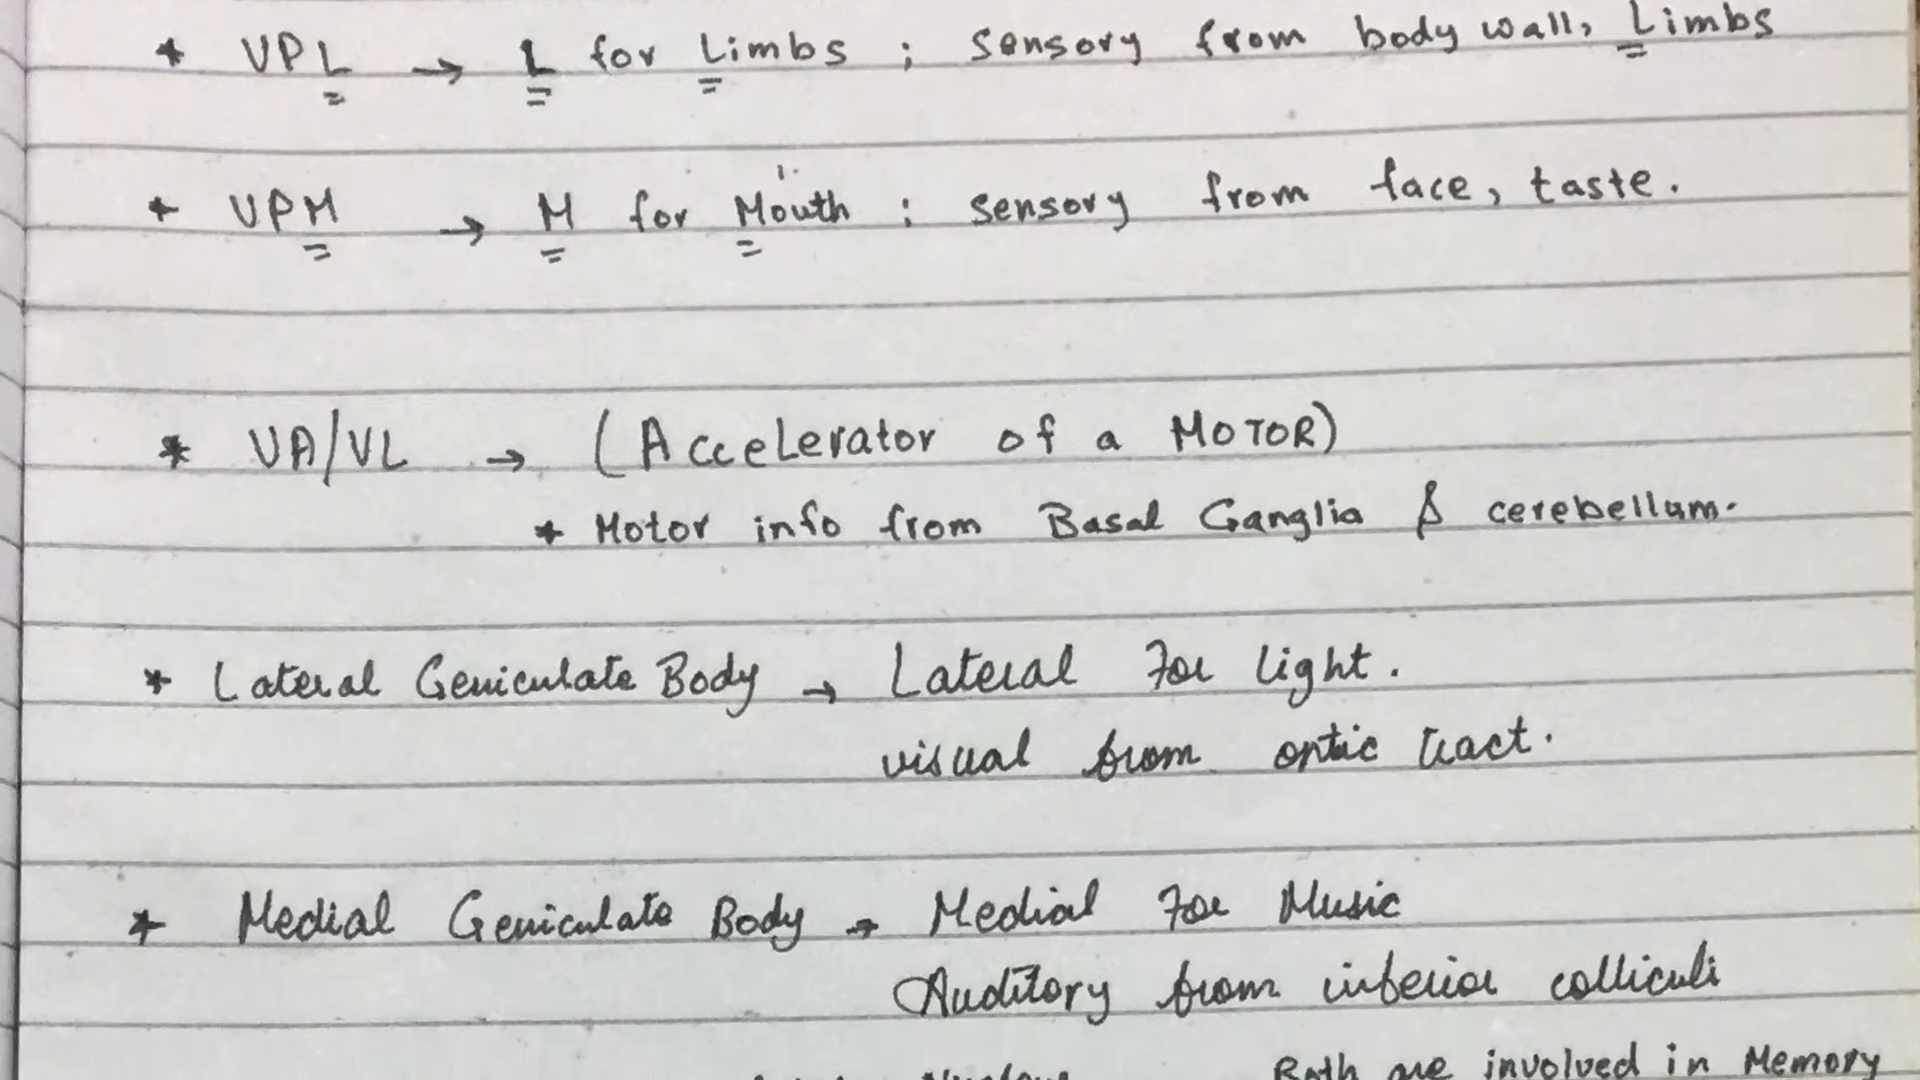 * VPL → L for Limbs ; sensory from body wall, Limbs
* VPM → M for Mouth : sensory from face, taste.
* VA/VL → (Accelerator of a MOTOR)
* Motor info from Basal Ganglia & cerebellum.
* Lateral Geniculate Body → Lateral For light.
visual from optic tract.
* Medial Geniculate Body → Medial For Music
Auditory from inferior colliculi
Both are involved in Memory